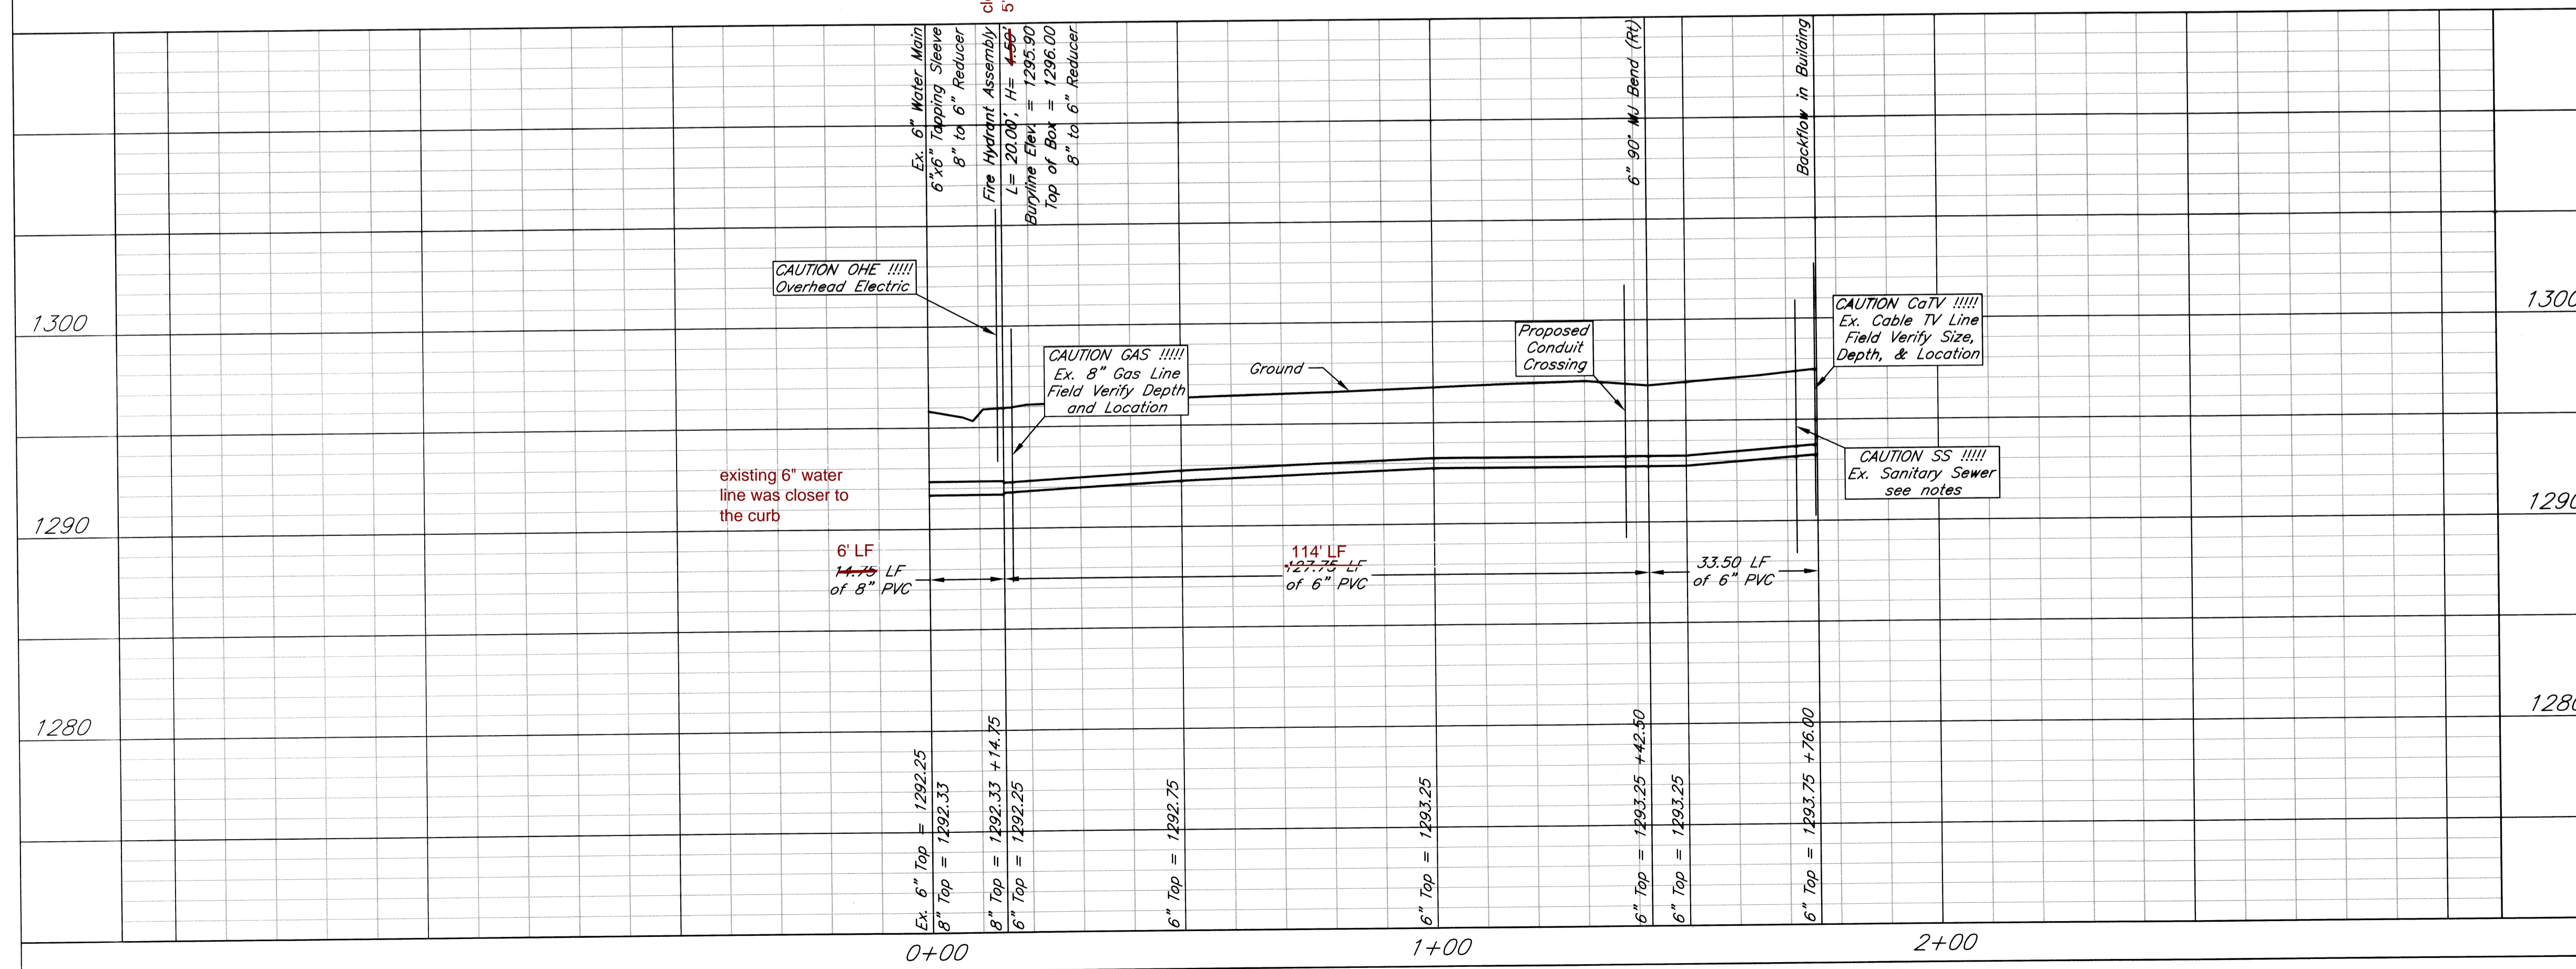 5'
Ex. 6" Water Main
6"x6" Tapping Sleeve
8" to 6" Reducer
Fire Hydrant Assembly
L= 20.00', H= 4.50'
Buryline Elev. = 1295.90
Top of Box = 1296.00
8" to 6" Reducer
6" 90° MJ Bend (Rt)
Backflow in Building
CAUTION OHE !!!!!
Overhead Electric
CAUTION GAS !!!!!
Ex. 8" Gas Line
Field Verify Depth
and Location
Ground
Proposed
Conduit
Crossing
CAUTION CaTV !!!!!
Ex. Cable TV Line
Field Verify Size,
Depth, & Location
CAUTION SS !!!!!
Ex. Sanitary Sewer
see notes
1300
1300
existing 6" water
line was closer to
the curb
1290
1290
6' LF
14.75 LF
of 8" PVC
114' LF
127.75 LF
of 6" PVC
33.50 LF
of 6" PVC
1280
1280
Ex. 6" Top = 1292.25
8" Top = 1292.33
8" Top = 1292.33 +14.75
6" Top = 1292.25
6" Top = 1292.75
6" Top = 1293.25
6" Top = 1293.25 +42.50
6" Top = 1293.25
6" Top = 1293.75 +76.00
0+00
1+00
2+00